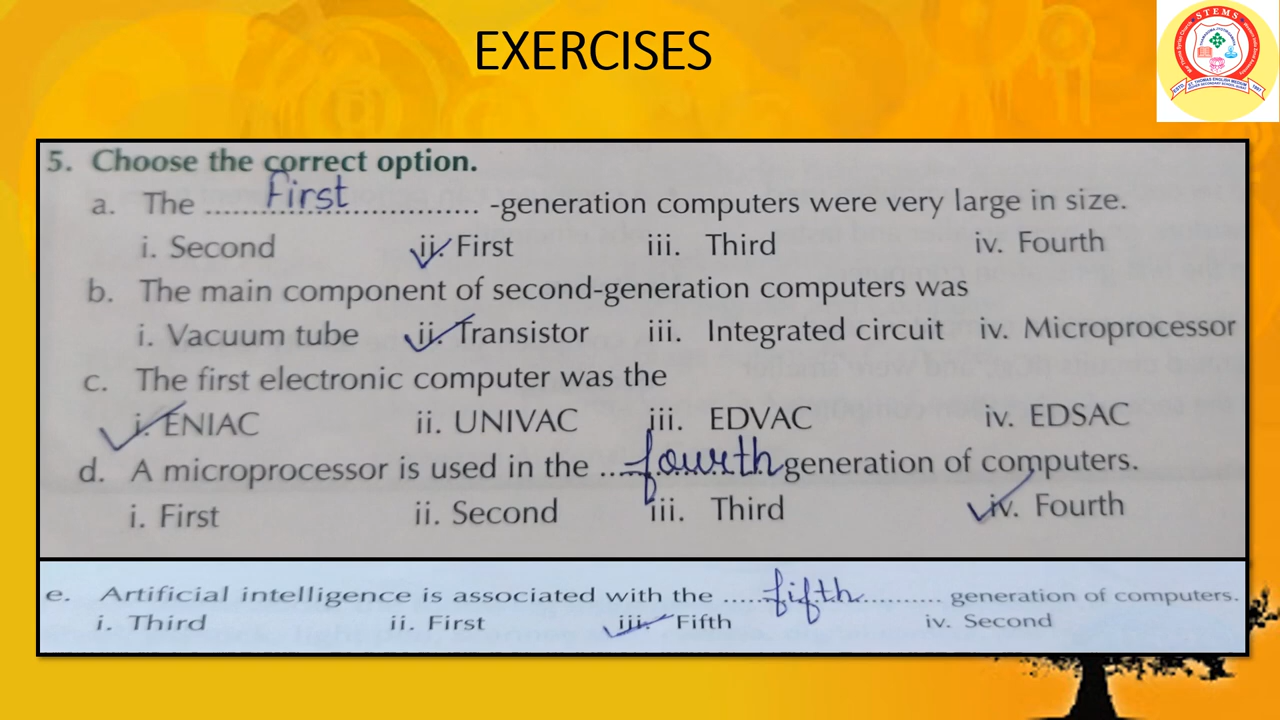 EXERCISES
STEMS
5. Choose the correct option.
a. The ......First...... -generation computers were very large in size.
i. Second ii. First iii. Third iv. Fourth
b. The main component of second-generation computers was
i. Vacuum tube ii. Transistor iii. Integrated circuit iv. Microprocessor
c. The first electronic computer was the
i. ENIAC ii. UNIVAC iii. EDVAC iv. EDSAC
d. A microprocessor is used in the ...fourth generation of computers.
i. First ii. Second iii. Third iv. Fourth
e. Artificial intelligence is associated with the ......fifth.......... generation of computers.
i. Third ii. First iii. Fifth iv. Second